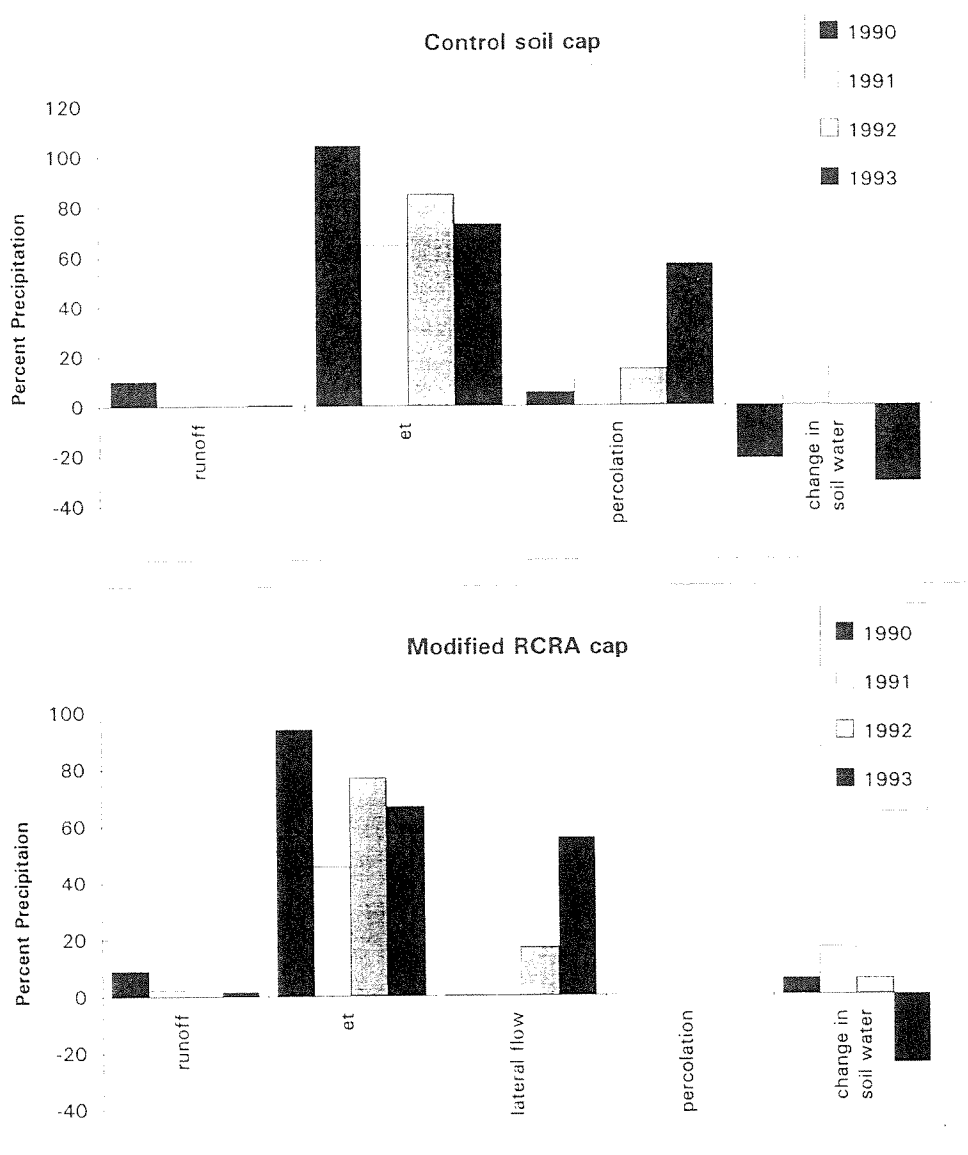 Control soil cap
1990
1991
1992
1993
Percent Precipitation
120
100
80
60
40
20
0
-20
-40
runoff
et
percolation
change in
soil water
Modified RCRA cap
1990
1991
1992
1993
Percent Precipitaion
100
80
60
40
20
0
-20
-40
runoff
et
lateral flow
percolation
change in
soil water